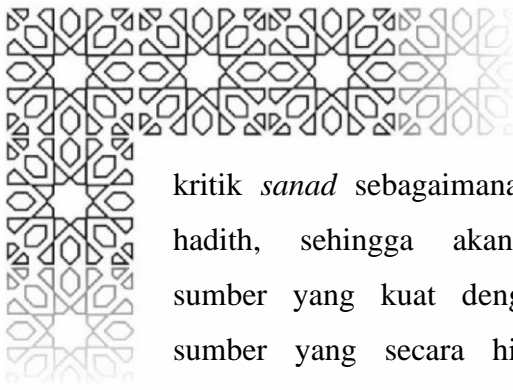 kritik sanad sebagaimana
hadith, sehingga akan
sumber yang kuat
sumber yang secara